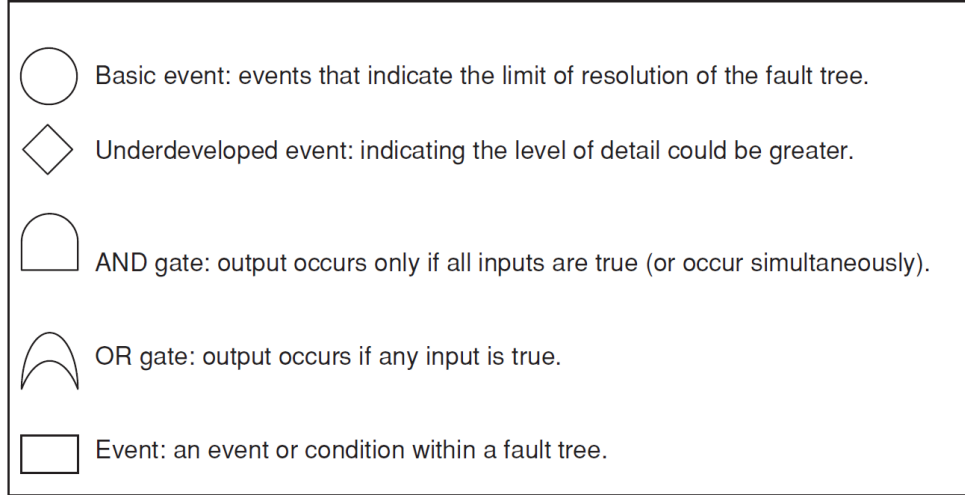 Basic event: events that indicate the limit of resolution of the fault tree.
Underdeveloped event: indicating the level of detail could be greater.
AND gate: output occurs only if all inputs are true (or occur simultaneously).
OR gate: output occurs if any input is true.
Event: an event or condition within a fault tree.